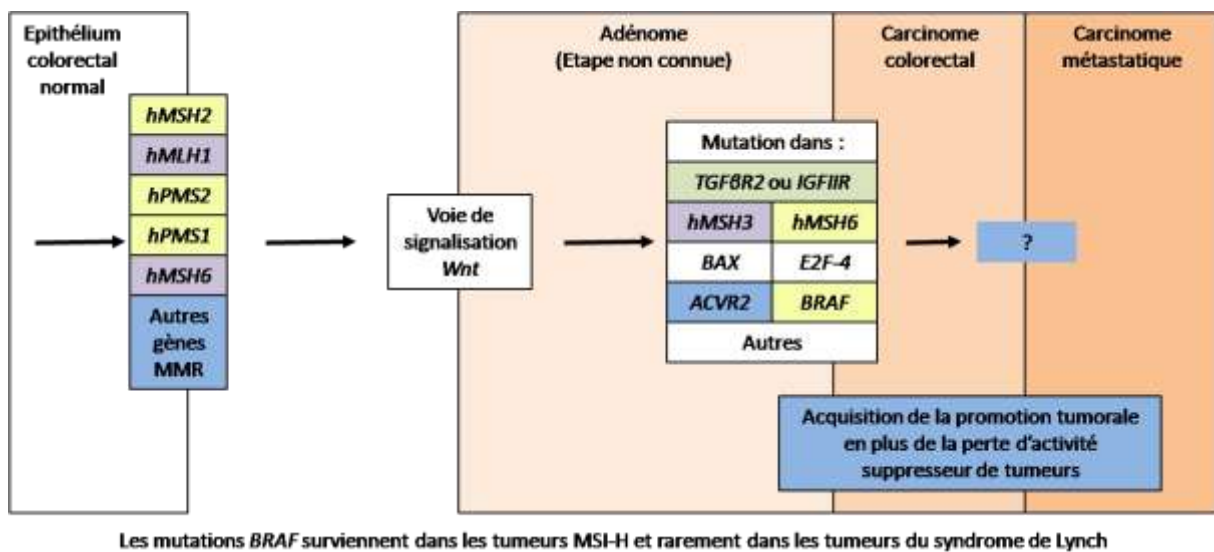 Epithélium
colorectal
normal
hMSH2
hMLH1
hPMS2
hPMS1
hMSH6
Autres
gènes
MMR
Voie de
signalisation
Wnt
Adénome
(Etape non connue)
Mutation dans :
TGFβR2 ou IGFIIR
hMSH3 hMSH6
BAX E2F-4
ACVR2 BRAF
Autres
Carcinome
colorectal
?
Carcinome
métastatique
Acquisition de la promotion tumorale
en plus de la perte d'activité
suppresseur de tumeurs
Les mutations BRAF surviennent dans les tumeurs MSI-H et rarement dans les tumeurs du syndrome de Lynch